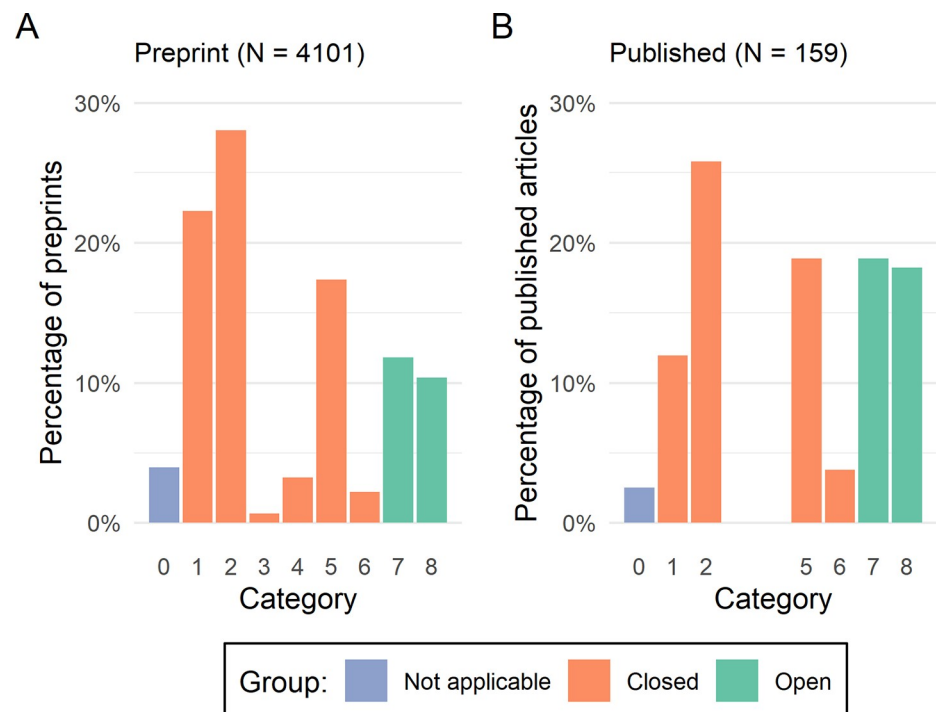 A
Preprint (N = 4101)
Percentage of preprints
30%
20%
10%
0%
0 1 2 3 4 5 6 7 8
Category
B
Published (N = 159)
Percentage of published articles
30%
20%
10%
0%
0 1 2 5 6 7 8
Category
Group: Not applicable Closed Open